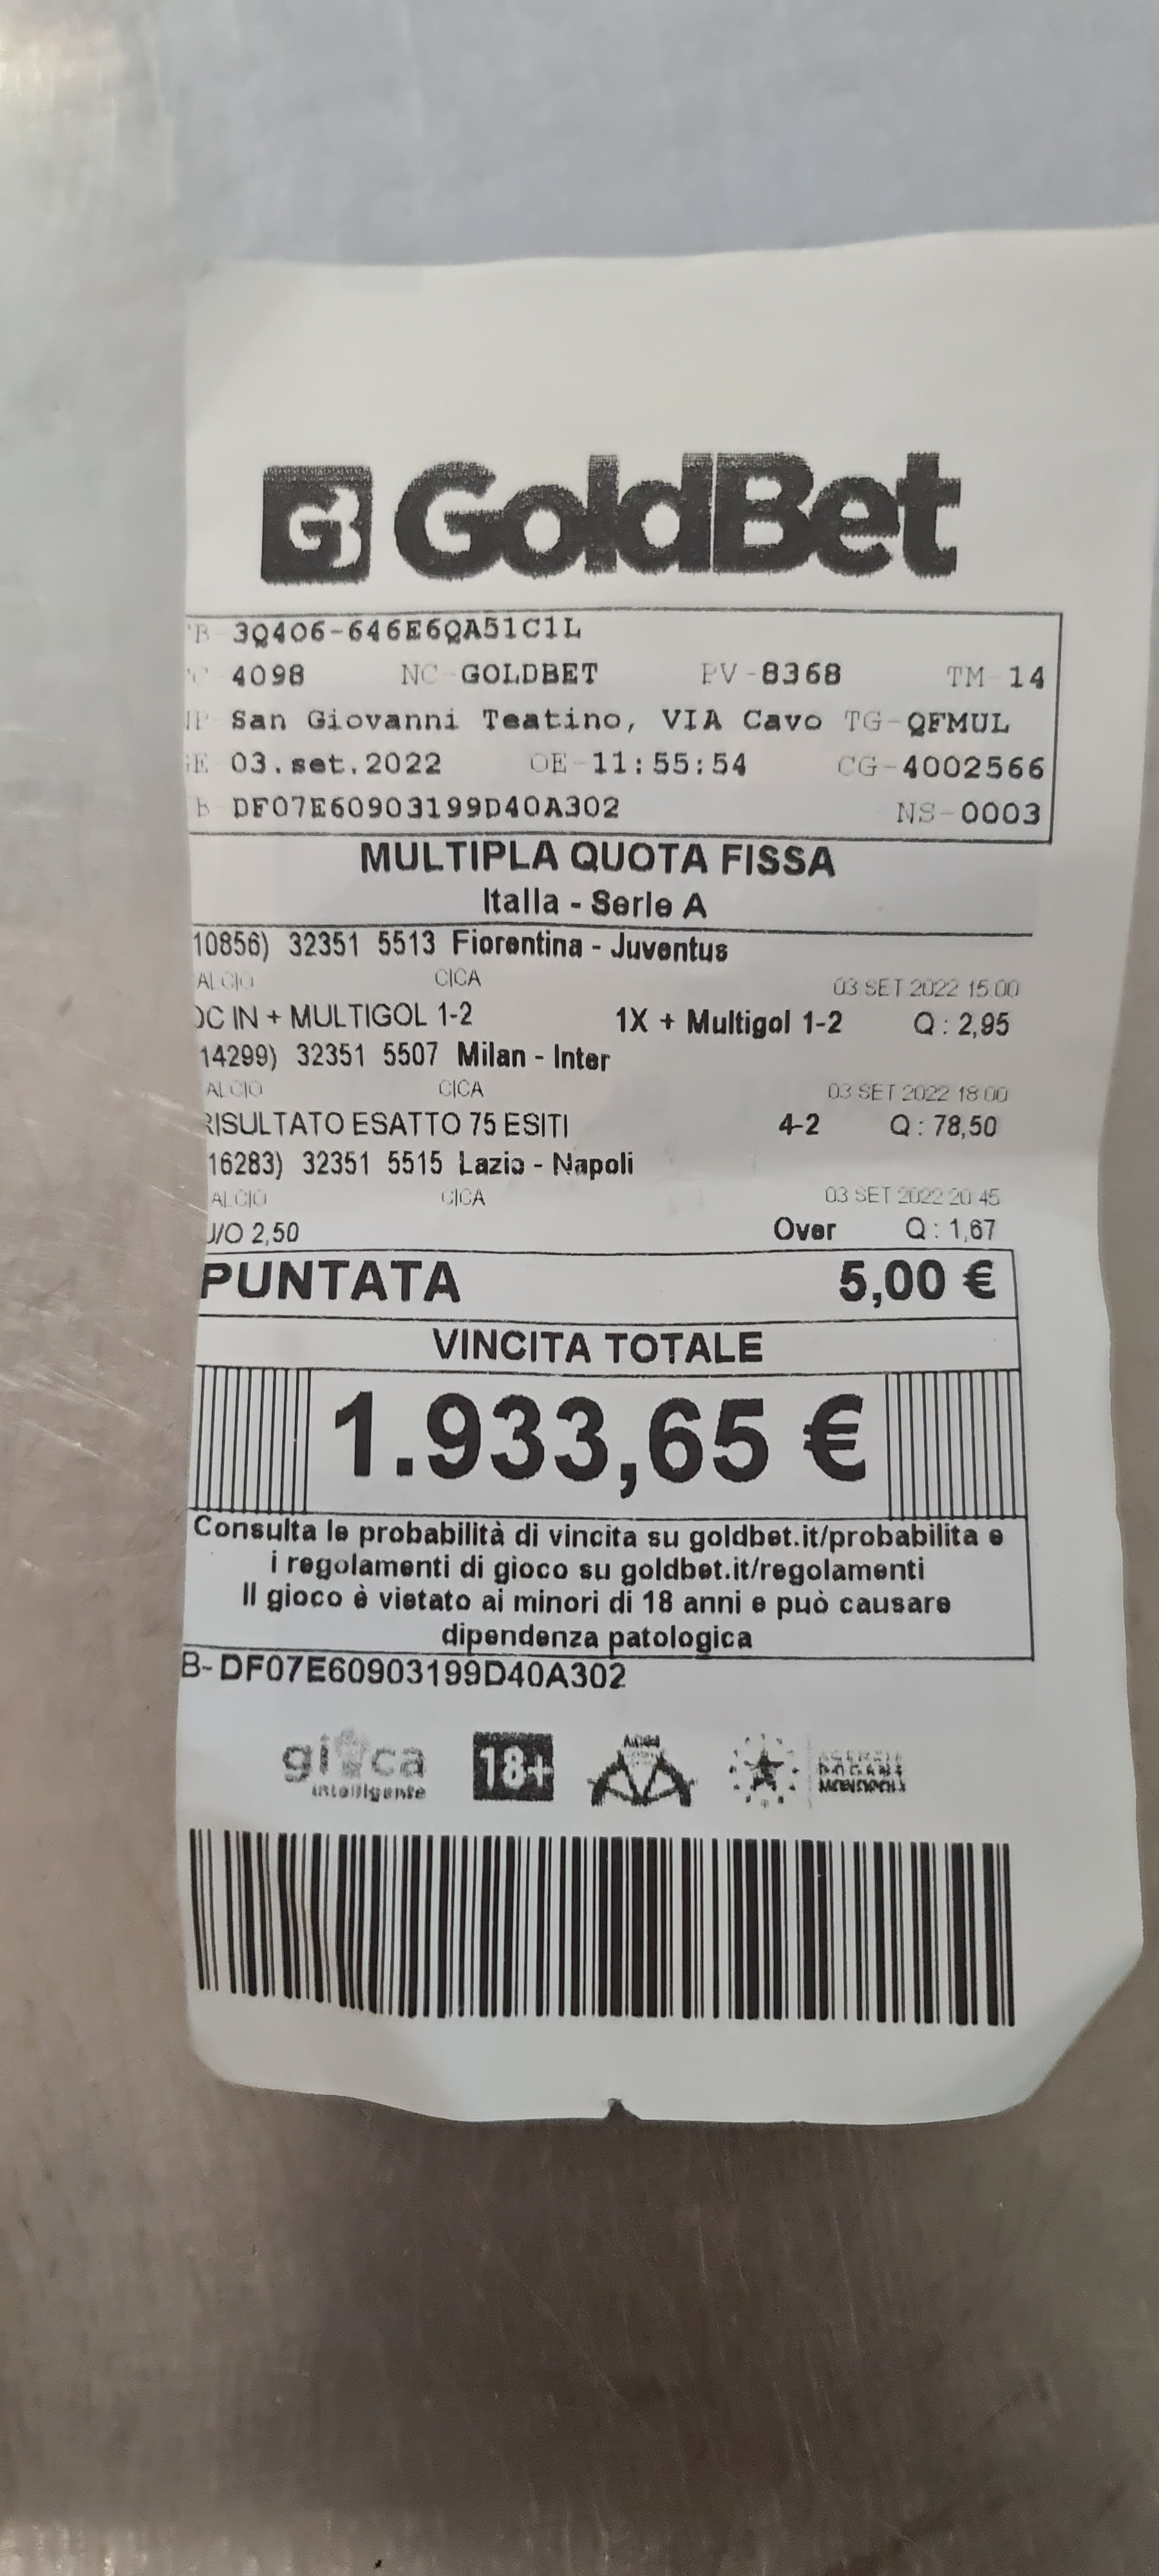 GB GoldBet
B-3Q406-646E6QA51C1L
4098 NC-GOLDBET PV-8368 TM-14
San Giovanni Teatino, VIA Cavo TG-QFMUL
E 03.set.2022 OE-11:55:54 CG-4002566
B DF07E60903199D40A302 NS-0003
MULTIPLA QUOTA FISSA
Italia - Serie A
10856) 32351 5513 Fiorentina - Juventus
ALCIO CICA 03 SET 2022 15:00
DC IN + MULTIGOL 1-2 1X + Multigol 1-2 Q : 2,95
14299) 32351 5507 Milan - Inter
ALCIO CICA 03 SET 2022 18:00
RISULTATO ESATTO 75 ESITI 4-2 Q : 78,50
16283) 32351 5515 Lazio - Napoli
ALCIO CICA 03 SET 2022 20:45
U/O 2,50 Over Q : 1,67
PUNTATA 5,00 €
VINCITA TOTALE
1.933,65 €
Consulta le probabilità di vincita su goldbet.it/probabilita e
i regolamenti di gioco su goldbet.it/regolamenti
Il gioco è vietato ai minori di 18 anni e può causare
dipendenza patologica
B- DF07E60903199D40A302
gioca intelligente 18+